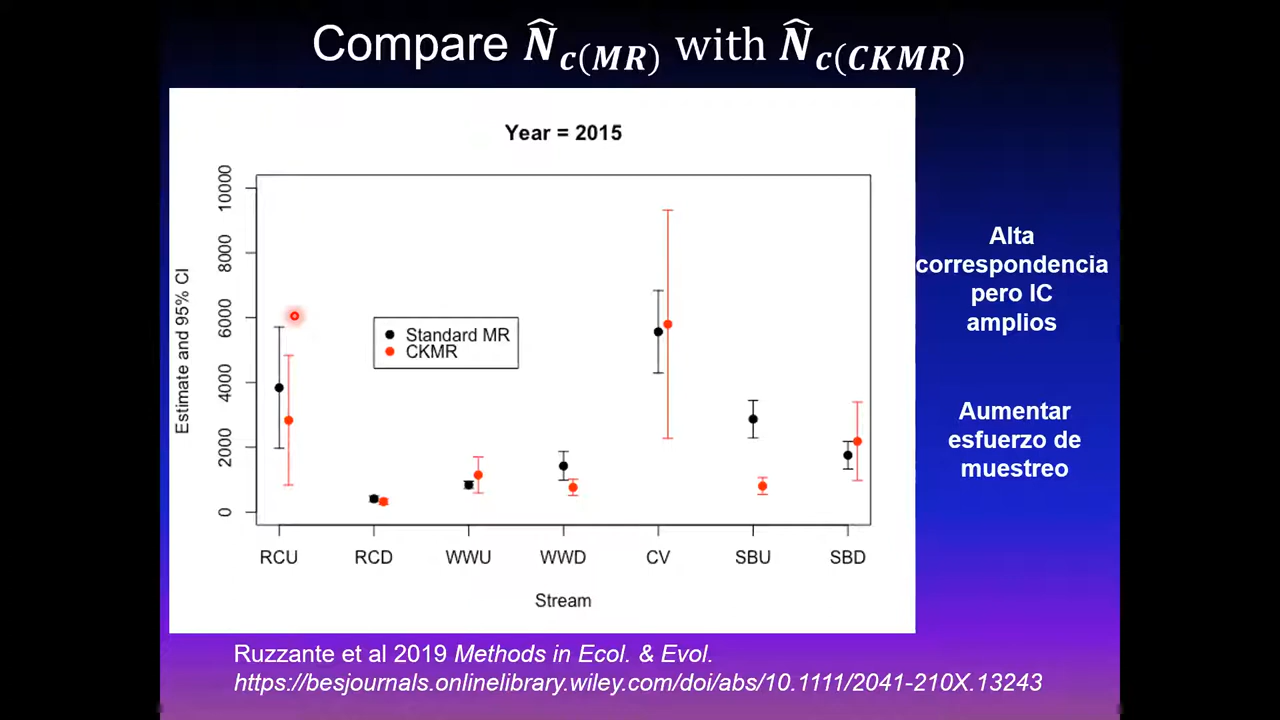 Compare N̂c(MR) with N̂c(CKMR)
Year = 2015
Estimate and 95% CI
10000
8000
6000
4000
2000
0
Standard MR
CKMR
RCU RCD WWU WWD CV SBU SBD
Stream
Alta
correspondencia
pero IC
amplios
Aumentar
esfuerzo de
muestreo
Ruzzante et al 2019 Methods in Ecol. & Evol.
https://besjournals.onlinelibrary.wiley.com/doi/abs/10.1111/2041-210X.13243